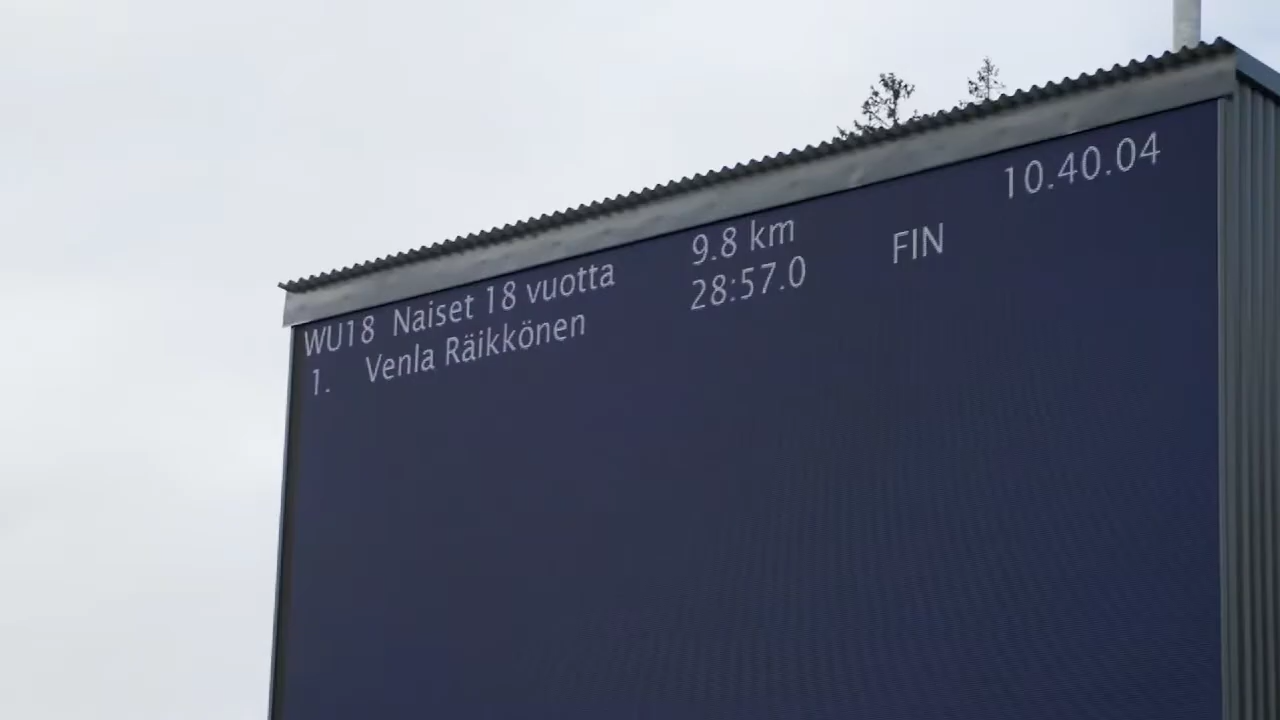 10.40.04
WU18 Naiset 18 vuotta 9.8 km
1. Venla Räikkönen 28:57.0 FIN